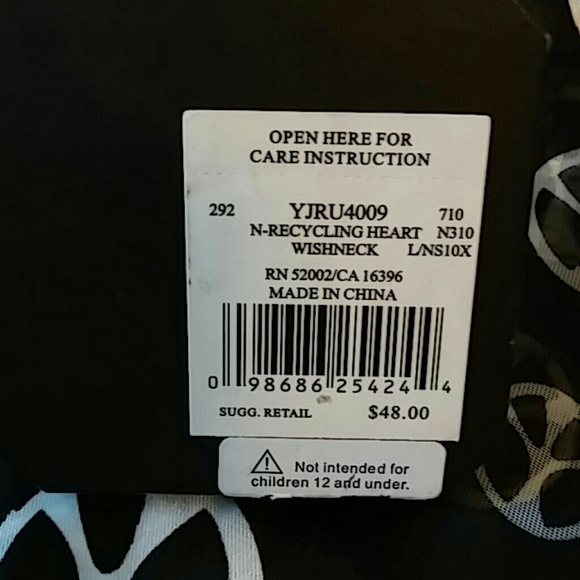 OPEN HERE FOR
CARE INSTRUCTION
292 YJRU4009 710
N-RECYCLING HEART N310
WISHNECK L/NS10X
RN 52002/CA 16396
MADE IN CHINA
0 98686 25424 4
SUGG. RETAIL $48.00
Not intended for
children 12 and under.